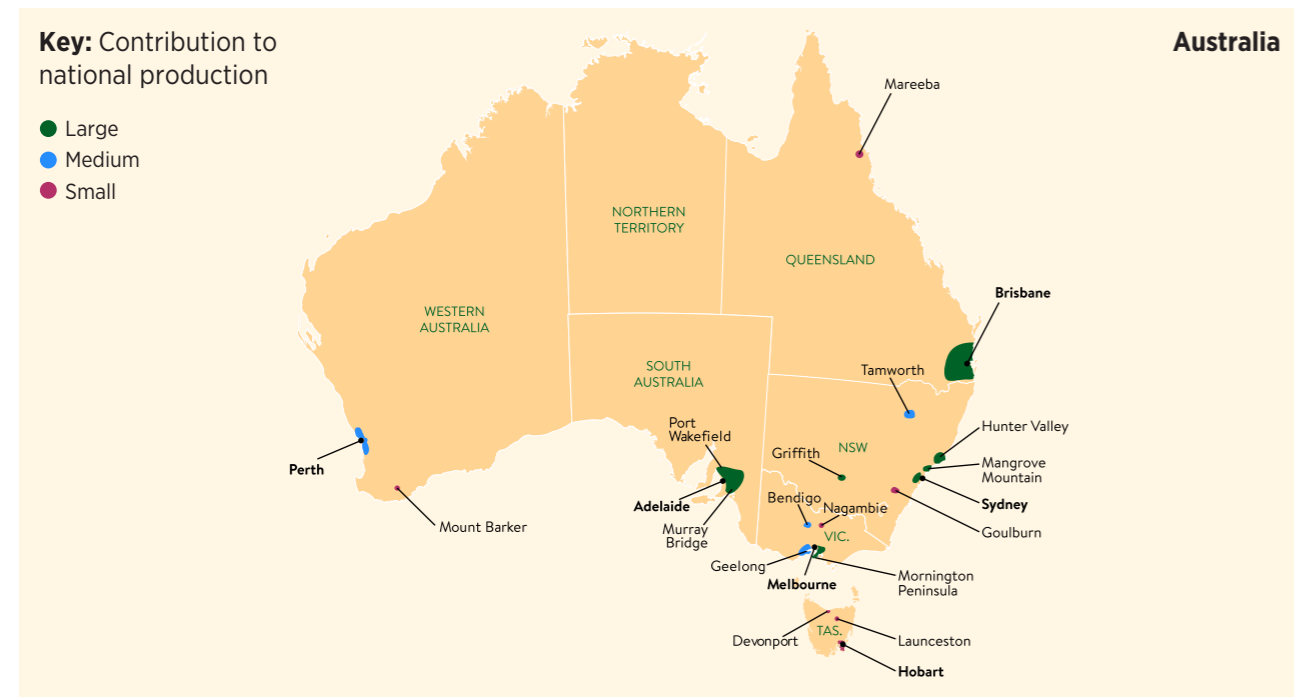 Key: Contribution to
national production
Large
Medium
Small
Australia
Mareeba
NORTHERN
TERRITORY
QUEENSLAND
Brisbane
WESTERN
AUSTRALIA
SOUTH
AUSTRALIA
Tamworth
Port
Wakefield
Hunter Valley
NSW
Griffith
Mangrove
Mountain
Perth
Bendigo
Nagambie
Sydney
Adelaide
Mount Barker
Murray
Bridge
Goulburn
VIC.
Geelong
Melbourne
Mornington
Peninsula
TAS.
Devonport
Launceston
Hobart